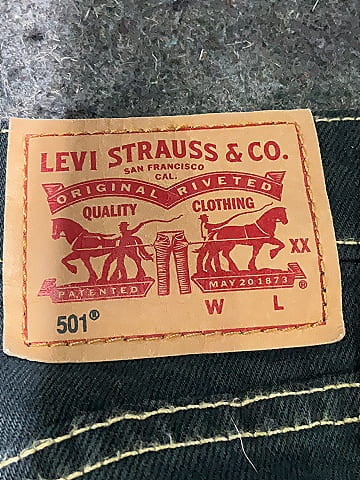 LEVI STRAUSS & CO.
SAN FRANCISCO
CAL.
ORIGINAL RIVETED
QUALITY CLOTHING
XX
PATENTED MAY 20 1873 ®
W L
501®